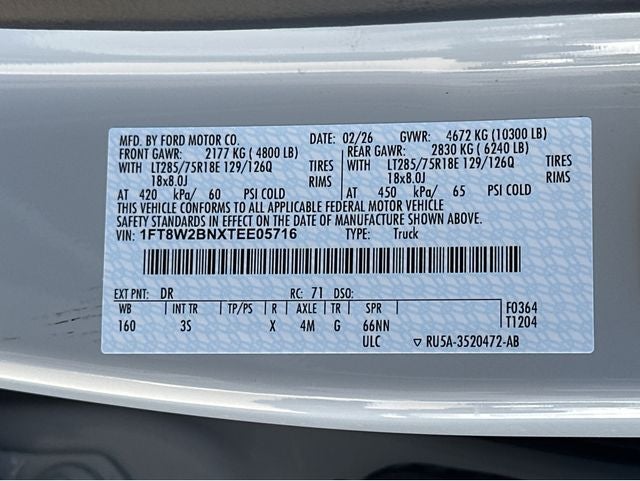 MFD. BY FORD MOTOR CO. DATE: 02/26 GVWR: 4672 KG (10300 LB)
FRONT GAWR: 2177 KG (4800 LB) REAR GAWR: 2830 KG (6240 LB)
WITH LT285/75R18E 129/126Q TIRES WITH LT285/75R18E 129/126Q TIRES
18x8.0J RIMS 18x8.0J RIMS
AT 420 kPa/ 60 PSI COLD AT 450 kPa/ 65 PSI COLD
THIS VEHICLE CONFORMS TO ALL APPLICABLE FEDERAL MOTOR VEHICLE
SAFETY STANDARDS IN EFFECT ON THE DATE OF MANUFACTURE SHOWN ABOVE.
VIN: 1FT8W2BNXTEE05716 TYPE: Truck
EXT PNT: DR RC: 71 DSO:
WB INT TR TP/PS R AXLE TR SPR F0364
160 3S X 4M G 66NN T1204
ULC ▽ RU5A-3520472-AB